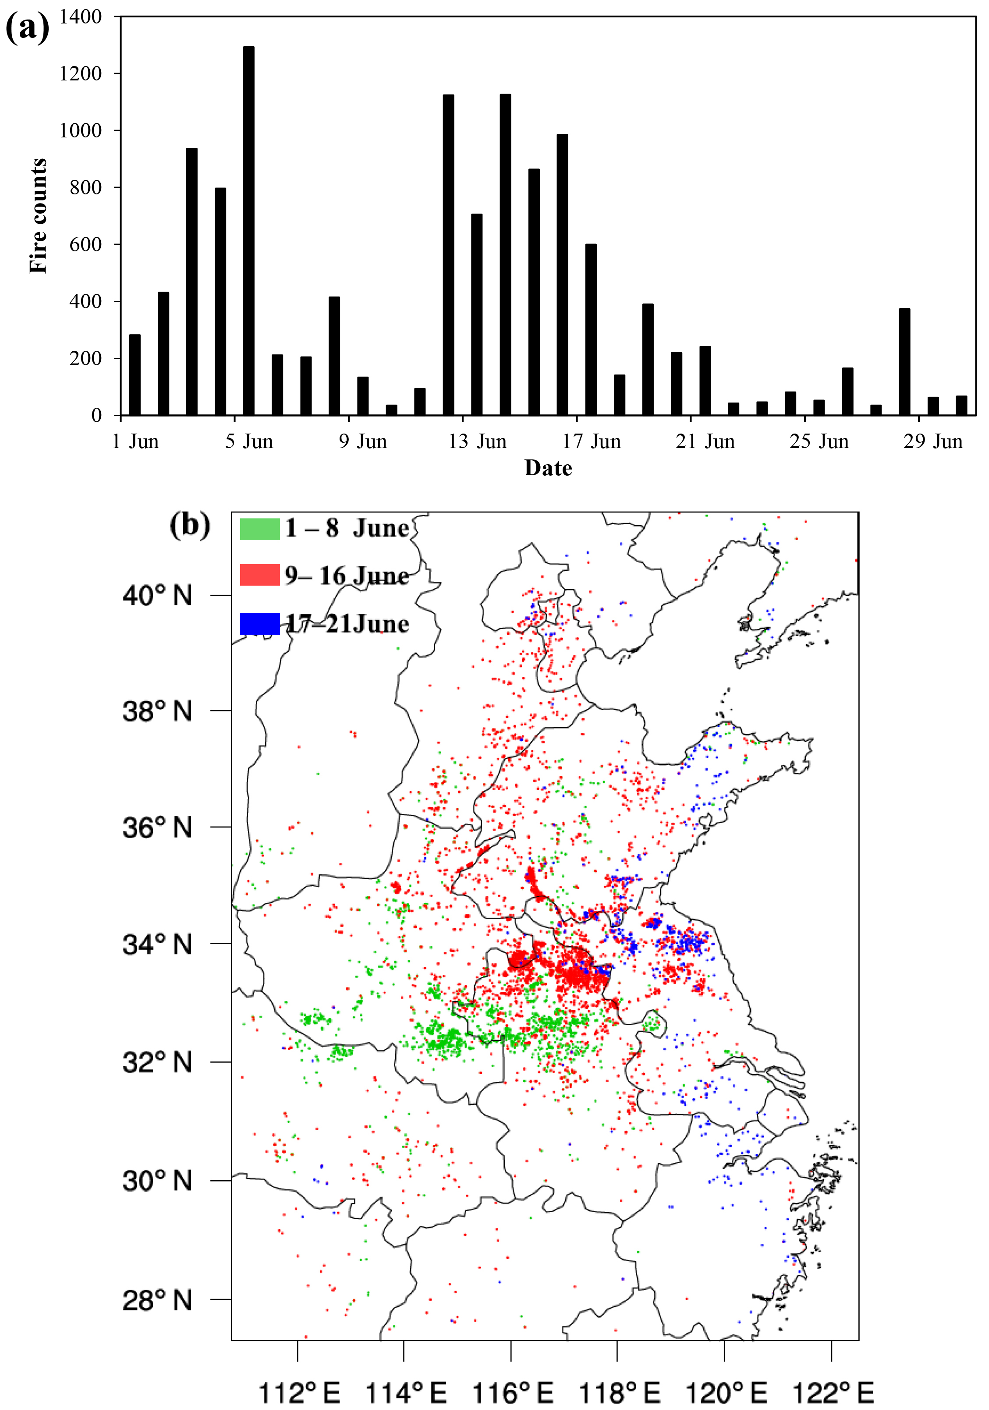 (a)
1400
1200
1000
800
600
400
200
0
Fire counts
1 Jun 5 Jun 9 Jun 13 Jun 17 Jun 21 Jun 25 Jun 29 Jun
Date
(b)
1 – 8 June
9– 16 June
17–21June
40° N
38° N
36° N
34° N
32° N
30° N
28° N
112° E 114° E 116° E 118° E 120° E 122° E